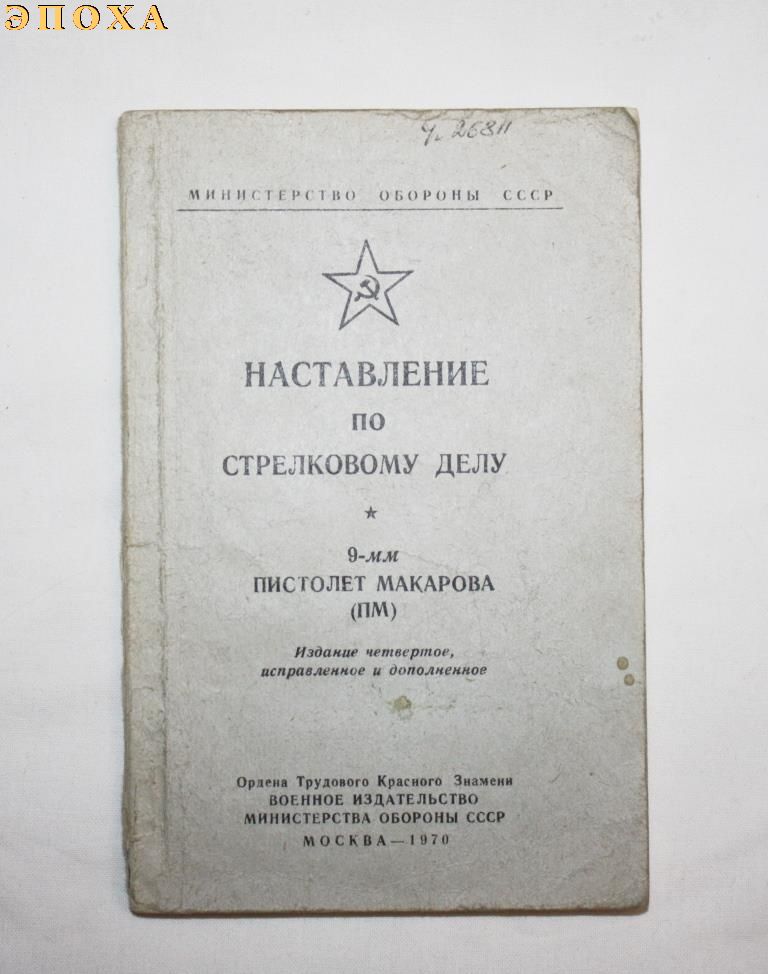 ЭПОХА
Ч. 26811
МИНИСТЕРСТВО ОБОРОНЫ СССР
НАСТАВЛЕНИЕ
ПО
СТРЕЛКОВОМУ ДЕЛУ
9-мм
ПИСТОЛЕТ МАКАРОВА
(ПМ)
Издание четвертое,
исправленное и дополненное
Ордена Трудового Красного Знамени
ВОЕННОЕ ИЗДАТЕЛЬСТВО
МИНИСТЕРСТВА ОБОРОНЫ СССР
МОСКВА—1970